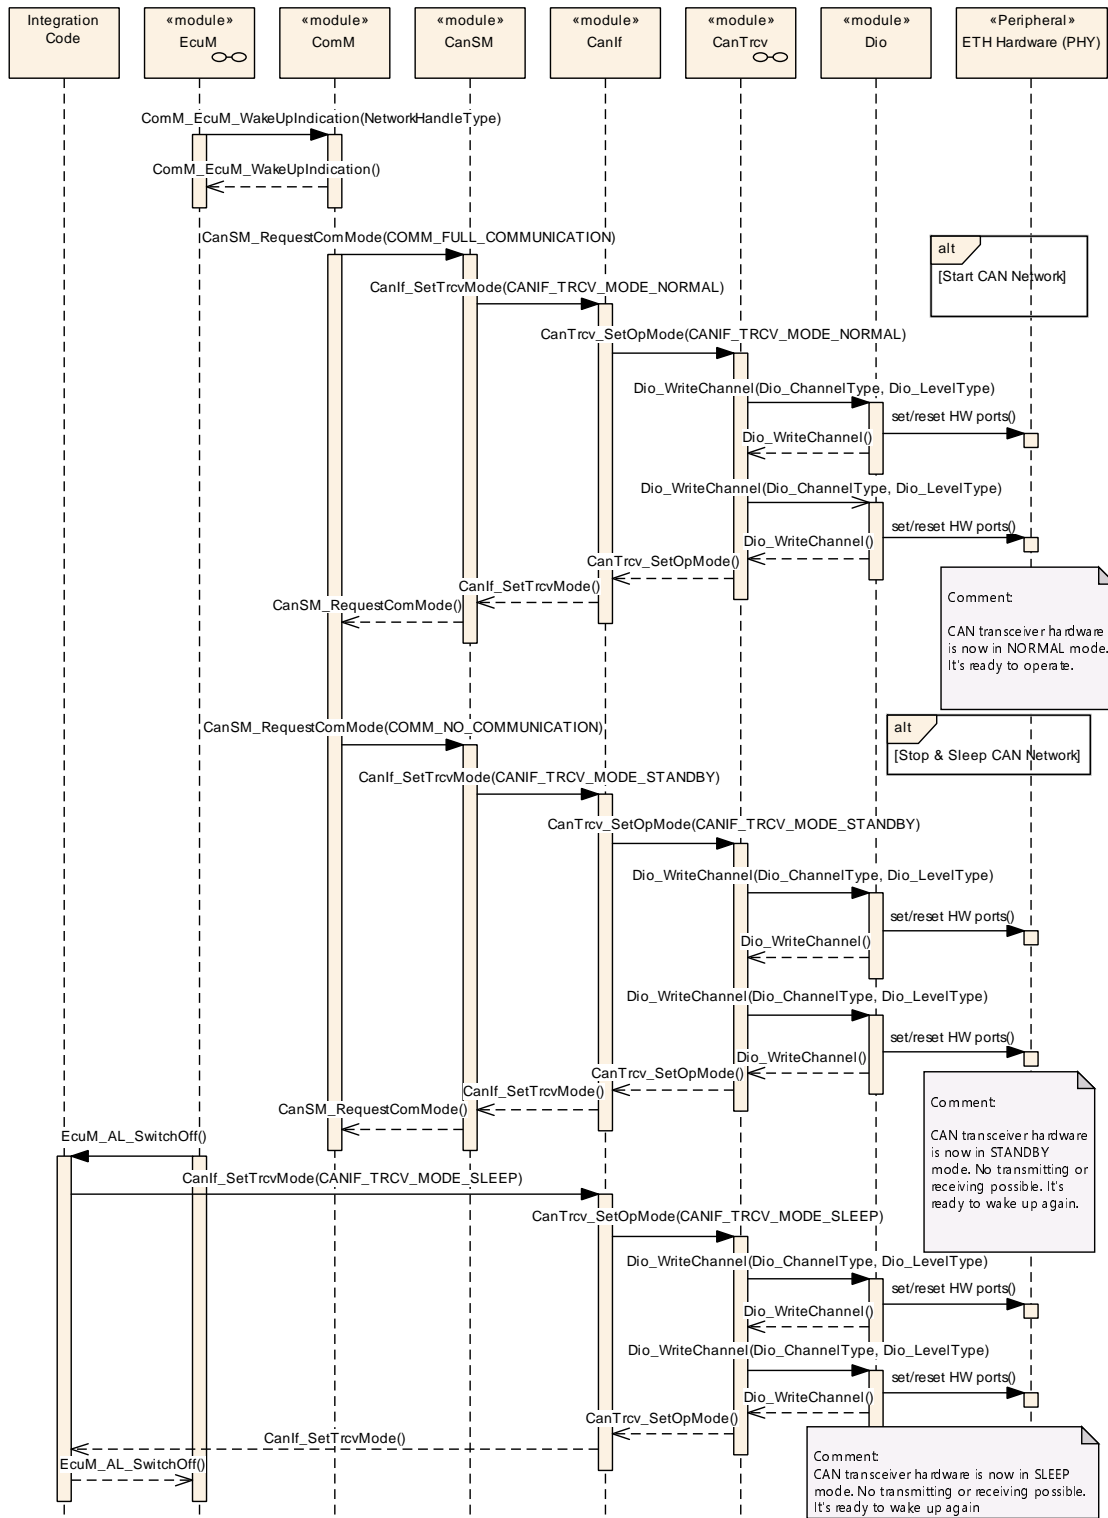 Integration
Code
«module»
EcuM
«module»
ComM
«module»
CanSM
«module»
CanIf
«module»
CanTrcv
«module»
Dio
«Peripheral»
ETH Hardware (PHY)
ComM_EcuM_WakeUpIndication(NetworkHandleType)
ComM_EcuM_WakeUpIndication()
CanSM_RequestComMode(COMM_FULL_COMMUNICATION)
alt
[Start CAN Network]
CanIf_SetTrcvMode(CANIF_TRCV_MODE_NORMAL)
CanTrcv_SetOpMode(CANIF_TRCV_MODE_NORMAL)
Dio_WriteChannel(Dio_ChannelType, Dio_LevelType)
set/reset HW ports()
Dio_WriteChannel()
Dio_WriteChannel(Dio_ChannelType, Dio_LevelType)
set/reset HW ports()
Dio_WriteChannel()
CanTrcv_SetOpMode()
CanIf_SetTrcvMode()
CanSM_RequestComMode()
Comment:
CAN transceiver hardware
is now in NORMAL mode.
It's ready to operate.
CanSM_RequestComMode(COMM_NO_COMMUNICATION)
alt
[Stop & Sleep CAN Network]
CanIf_SetTrcvMode(CANIF_TRCV_MODE_STANDBY)
CanTrcv_SetOpMode(CANIF_TRCV_MODE_STANDBY)
Dio_WriteChannel(Dio_ChannelType, Dio_LevelType)
set/reset HW ports()
Dio_WriteChannel()
Dio_WriteChannel(Dio_ChannelType, Dio_LevelType)
set/reset HW ports()
Dio_WriteChannel()
CanTrcv_SetOpMode()
CanIf_SetTrcvMode()
CanSM_RequestComMode()
Comment:
CAN transceiver hardware
is now in STANDBY
mode. No transmitting or
receiving possible. It's
ready to wake up again.
EcuM_AL_SwitchOff()
CanIf_SetTrcvMode(CANIF_TRCV_MODE_SLEEP)
CanTrcv_SetOpMode(CANIF_TRCV_MODE_SLEEP)
Dio_WriteChannel(Dio_ChannelType, Dio_LevelType)
set/reset HW ports()
Dio_WriteChannel()
Dio_WriteChannel(Dio_ChannelType, Dio_LevelType)
set/reset HW ports()
Dio_WriteChannel()
CanTrcv_SetOpMode()
CanIf_SetTrcvMode()
EcuM_AL_SwitchOff()
Comment:
CAN transceiver hardware is now in SLEEP
mode. No transmitting or receiving possible.
It's ready to wake up again